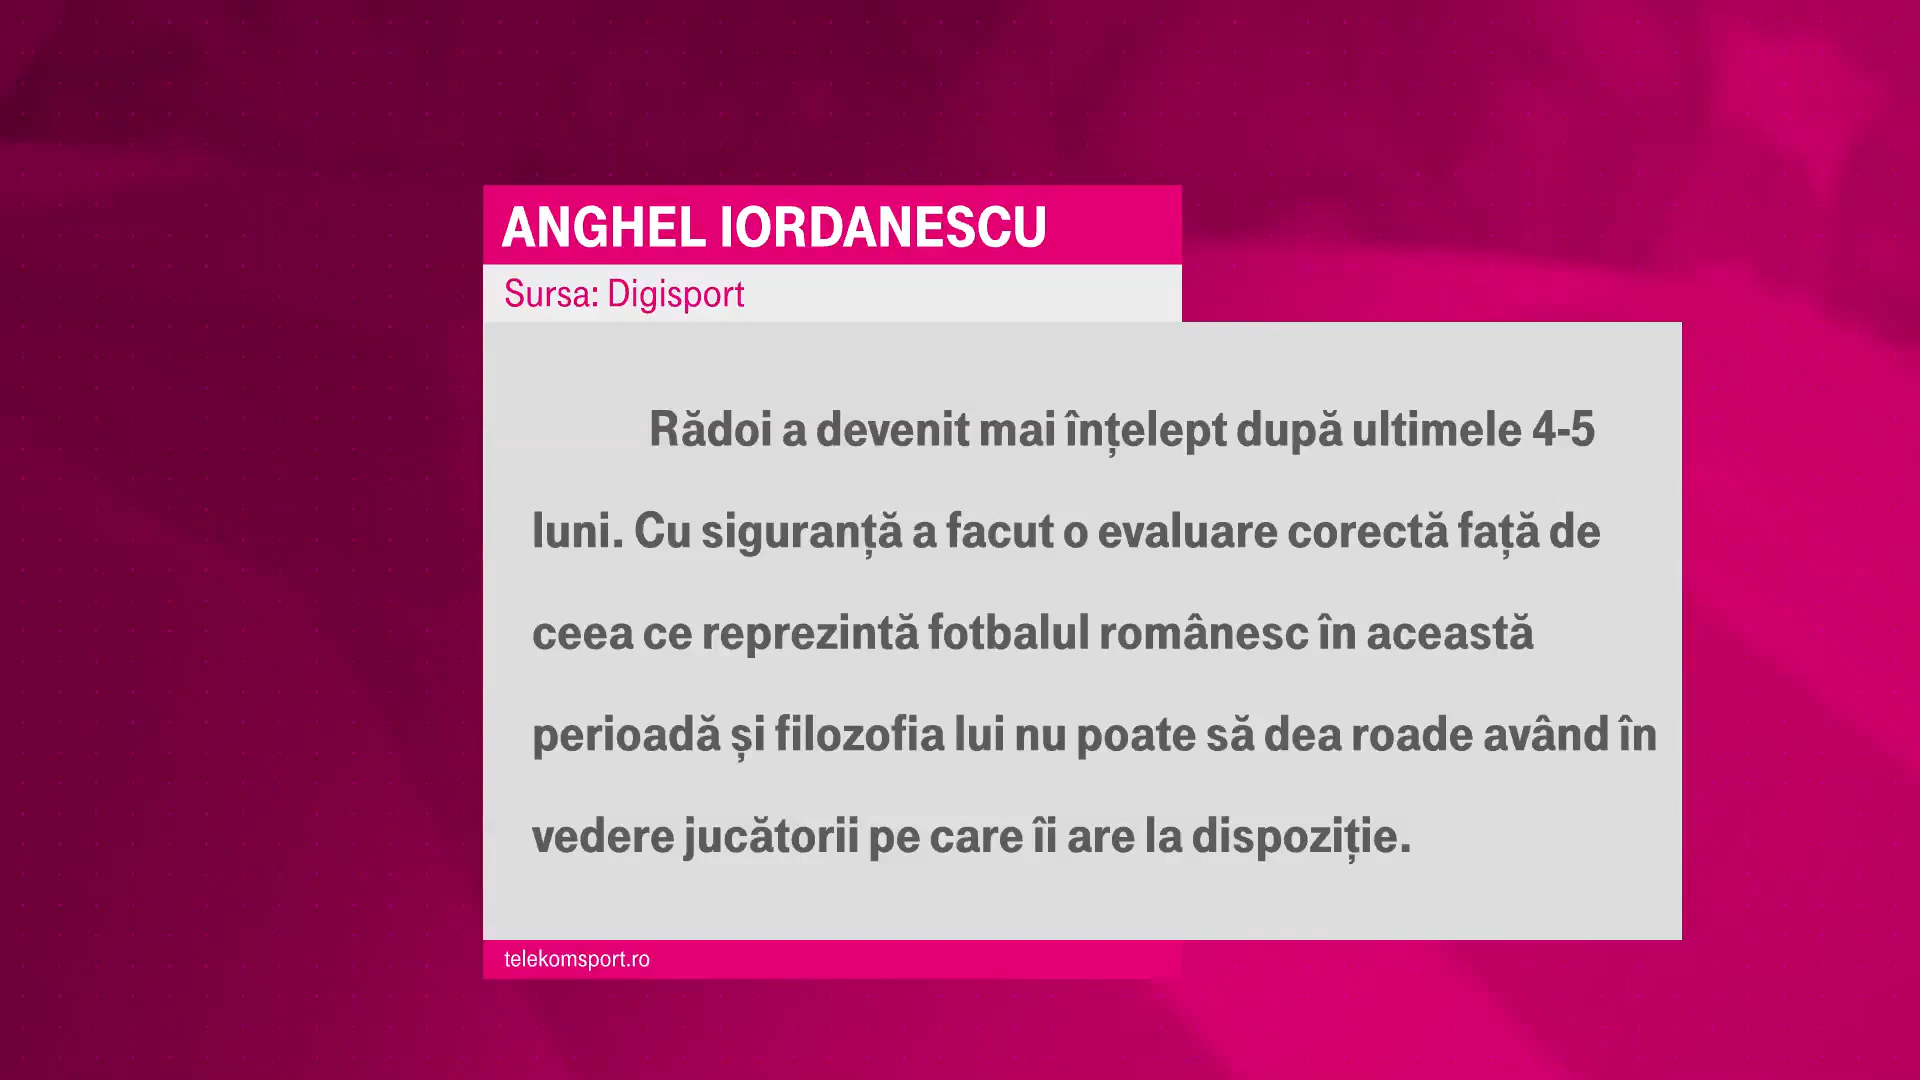 ANGHEL IORDANESCU
Sursa: Digisport
Rădoi a devenit mai înțelept după ultimele 4-5
luni. Cu siguranță a facut o evaluare corectă față de
ceea ce reprezintă fotbalul românesc în această
perioadă și filozofia lui nu poate să dea roade având în
vedere jucătorii pe care îi are la dispoziție.
telekomsport.ro